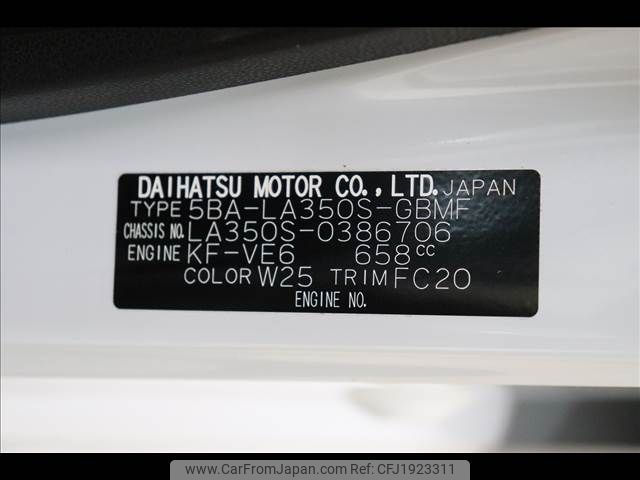 DAIHATSU MOTOR CO., LTD. JAPAN
TYPE 5BA-LA350S-GBMF
CHASSIS NO. LA350S-0386706
ENGINE KF-VE6 658cc
COLOR W25 TRIM FC20
ENGINE NO.
www.CarFromJapan.com @ CFJ1923311